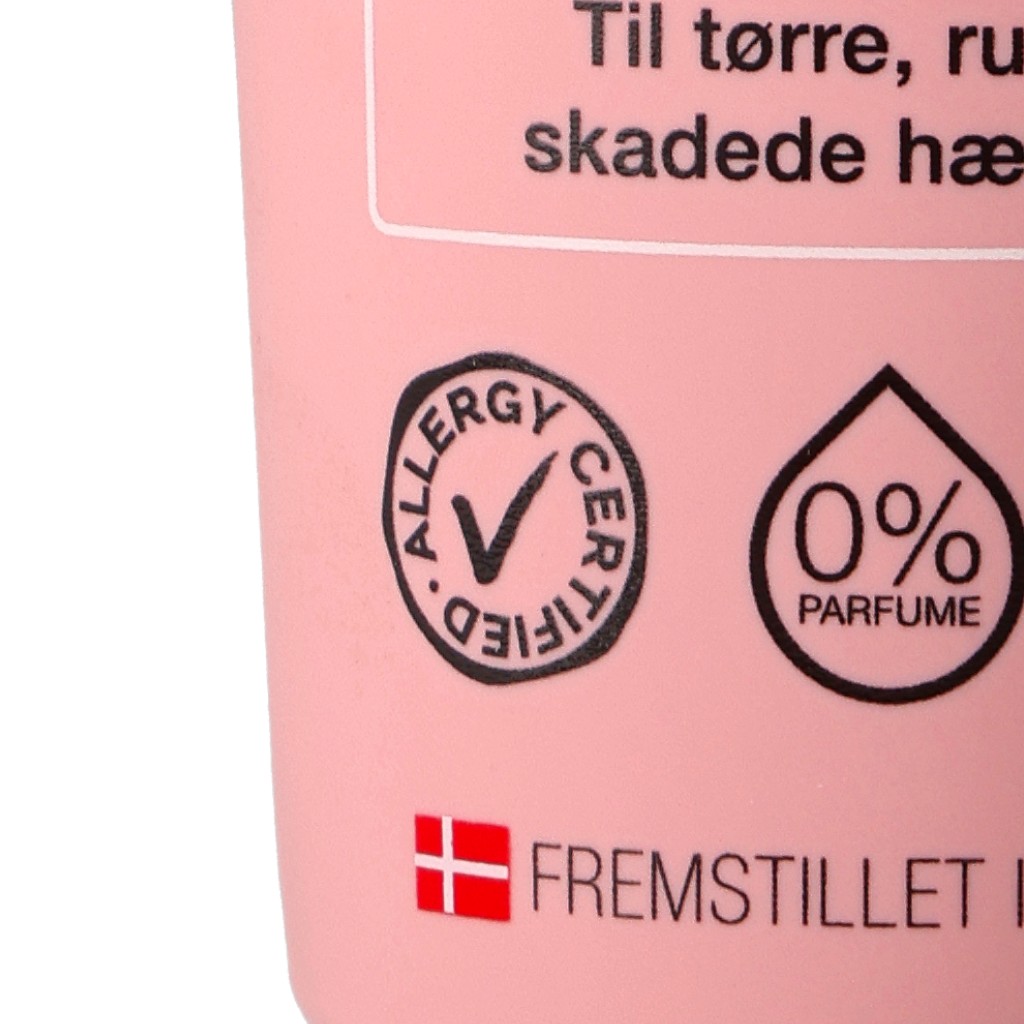 Til tørre, ru
skadede hæ
ALLERGY CERTIFIED ·
0%
PARFUME
FREMSTILLET I